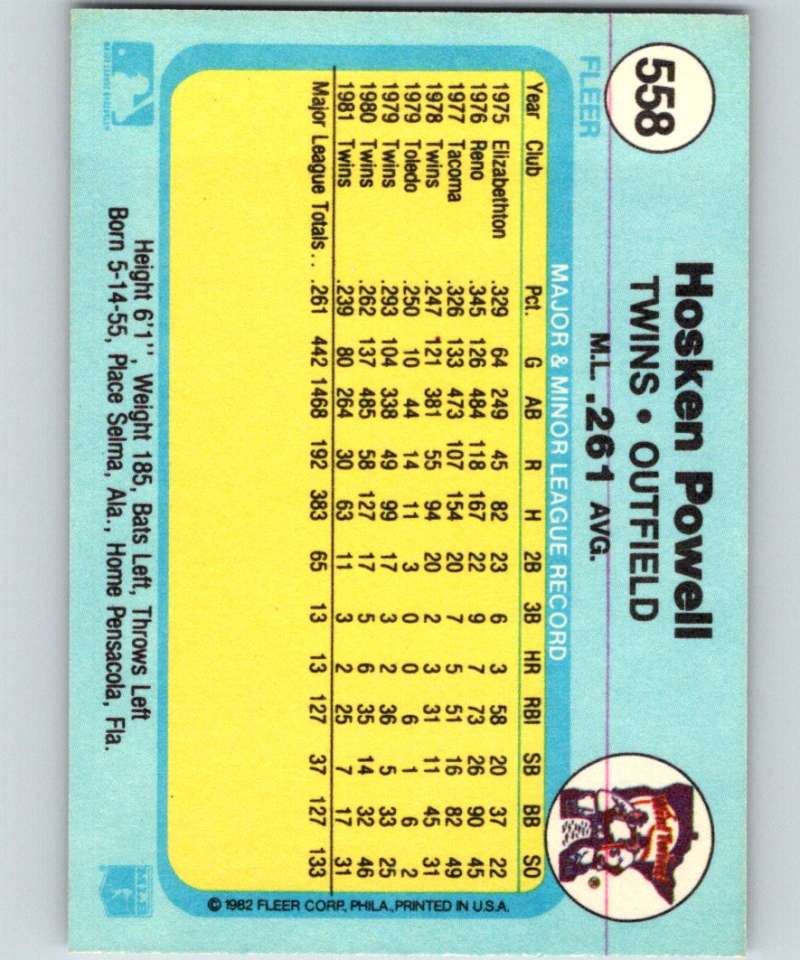 558
FLEER
Hosken Powell
TWINS • OUTFIELD
M.L. .261 AVG.
MAJOR & MINOR LEAGUE RECORD
Year Club Pct. G AB R H 2B 3B HR RBI SB BB SO
1975 Elizabethton .329 64 249 45 82 23 6 3 58 20 37 22
1976 Reno .345 126 484 118 167 22 9 7 73 26 90 45
1977 Tacoma .326 133 473 107 154 20 7 5 51 16 82 49
1978 Twins .247 121 381 55 94 20 2 3 31 11 45 31
1979 Toledo .250 10 44 14 11 3 0 0 6 1 6 2
1979 Twins .293 104 338 49 99 17 3 2 36 5 33 25
1980 Twins .262 137 485 58 127 17 5 6 35 14 32 46
1981 Twins .239 80 264 30 63 11 3 2 25 7 17 31
Major League Totals . . .261 442 1468 192 383 65 13 13 127 37 127 133
Height 6'1", Weight 185, Bats Left, Throws Left
Born 5-14-55, Place Selma, Ala., Home Pensacola, Fla.
© 1982 FLEER CORP., PHILA., PRINTED IN U.S.A.